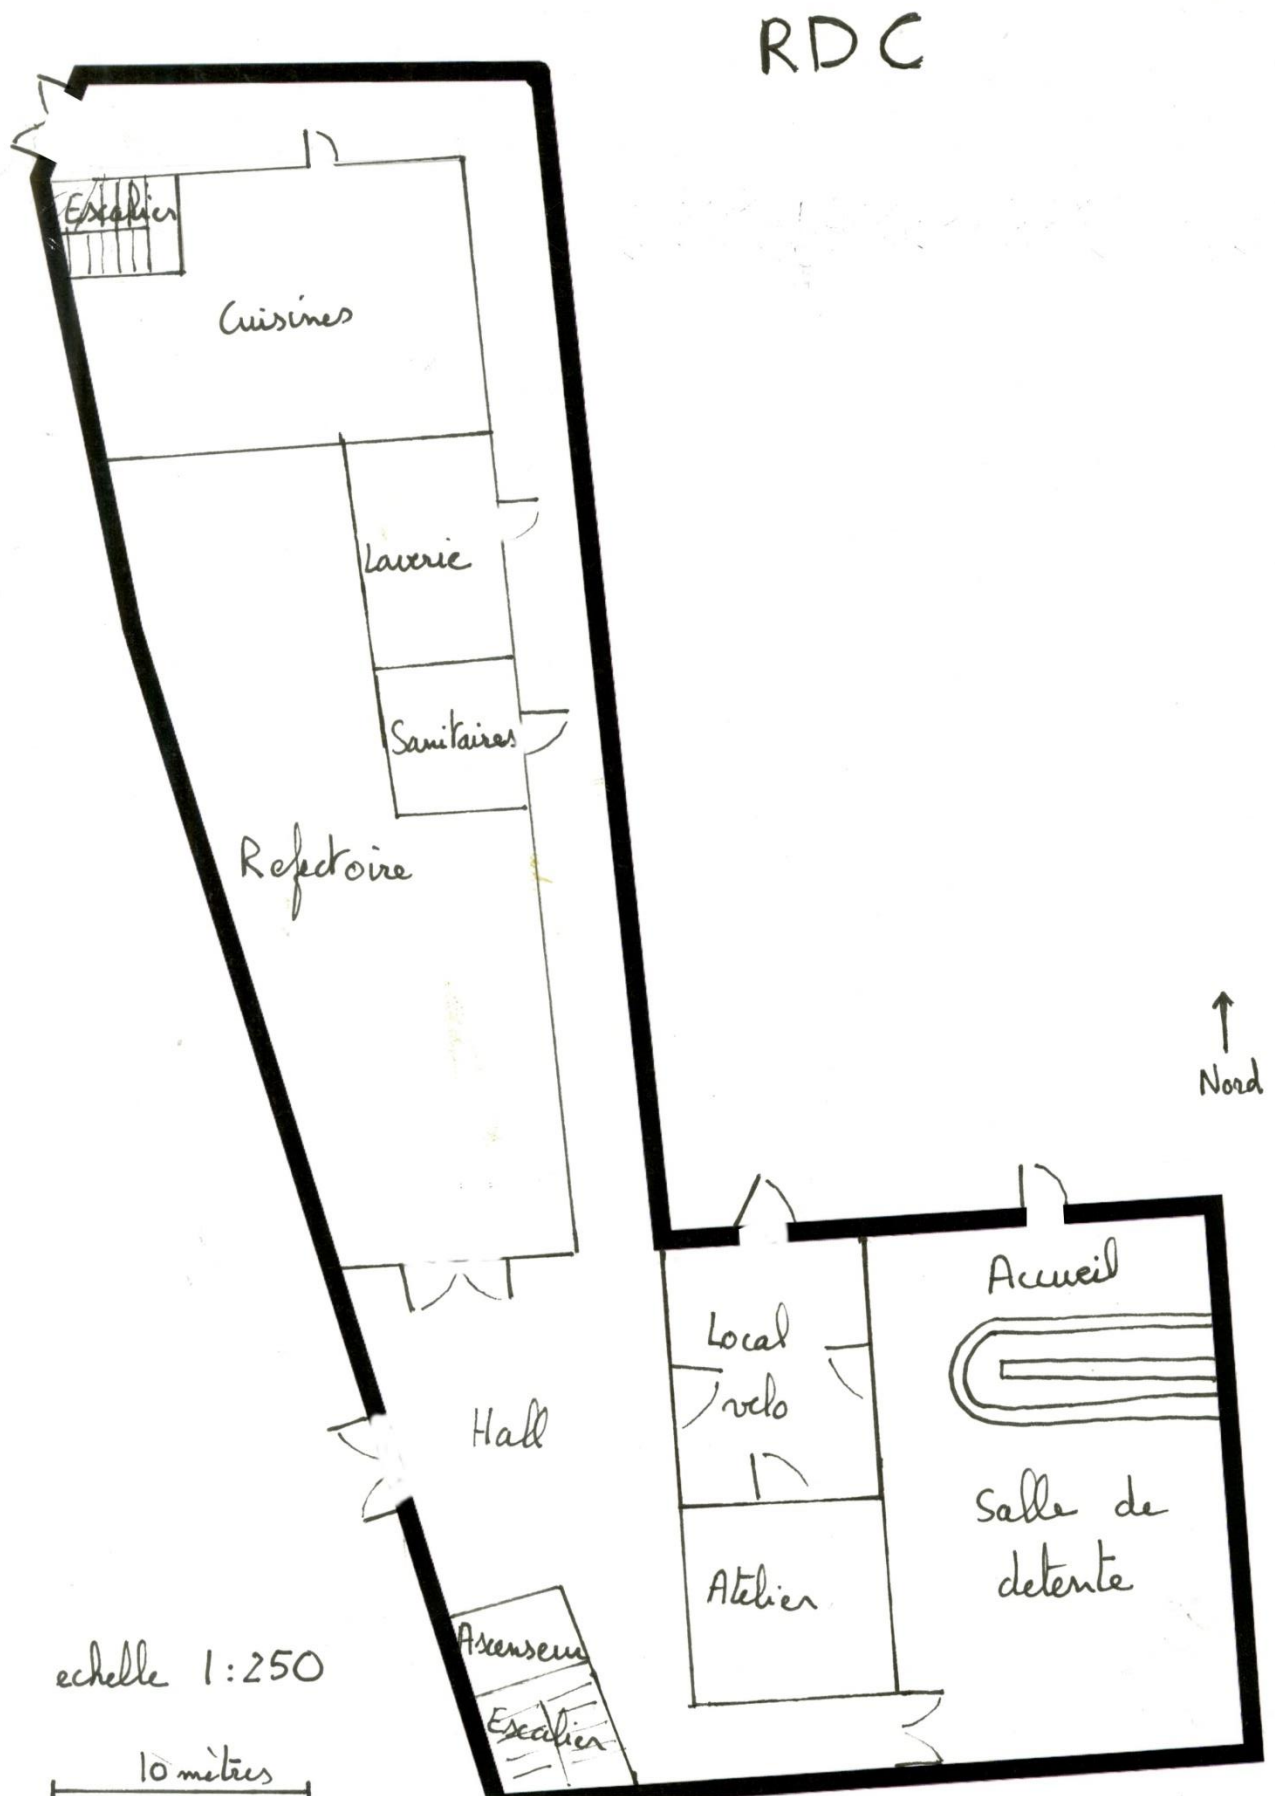 RDC
Escalier
Cuisines
Laverie
Sanitaires
Refectoire
Nord
Accueil
Local
velo
Hall
Salle de
detente
Atelier
Ascenseur
Escalier
echelle 1:250
10 mètres